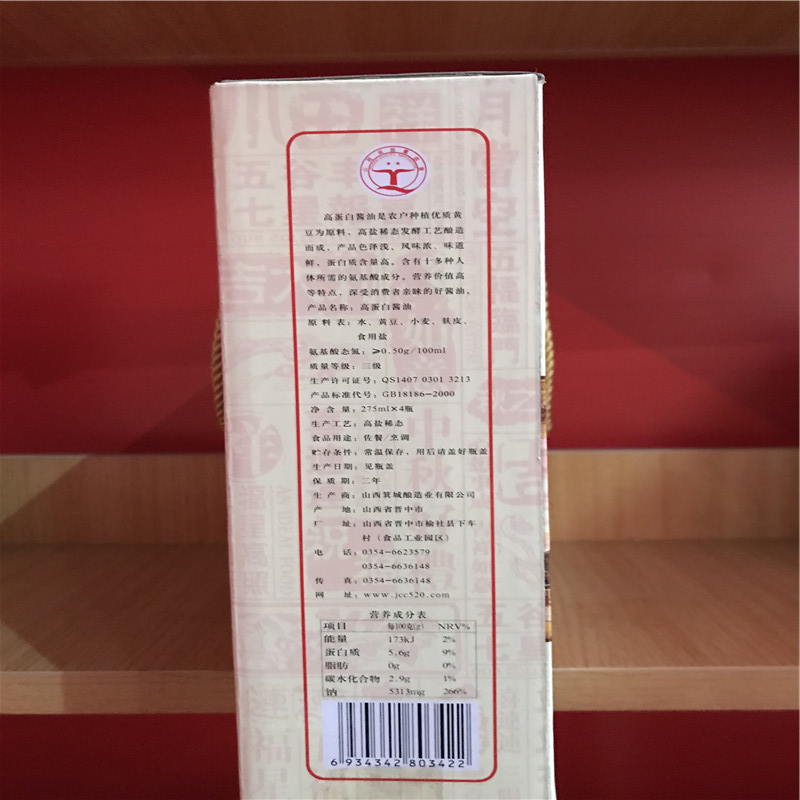 高蛋白酱油是农户种植优质黄
豆为原料、高盐稀态发酵工艺酿造
而成，产品色泽浅、风味浓、味道
鲜，蛋白质含量高。含有十多种人
体所需的氨基酸成分。营养价值高
等特点，深受消费者亲睐的好酱油。
产品名称：高蛋白酱油
原 料 表：水、黄豆、小麦、麸皮、
食用盐
氨基酸态氮：≥0.50g/100ml
质量等级：三级
生产许可证号：QS1407 0301 3213
产品标准代号：GB18186-2000
净 含 量：275ml×4瓶
生产工艺：高盐稀态
食品用途：佐餐/烹调
贮存条件：常温保存，用后请盖好瓶盖
生产日期：见瓶盖
保 质 期：二年
生 产 商：山西箕城酿造业有限公司
产 地：山西省晋中市
厂 址：山西省晋中市榆社县下车
村（食品工业园区）
电 话：0354-6623579
0354-6636148
传 真：0354-6636148
网 址：www.jcc520.com
营养成分表
项目 每100克(g) NRV%
能量 173kJ 2%
蛋白质 5.6g 9%
脂肪 0g 0%
碳水化合物 2.9g 1%
钠 5313mg 266%
6 934342 803422